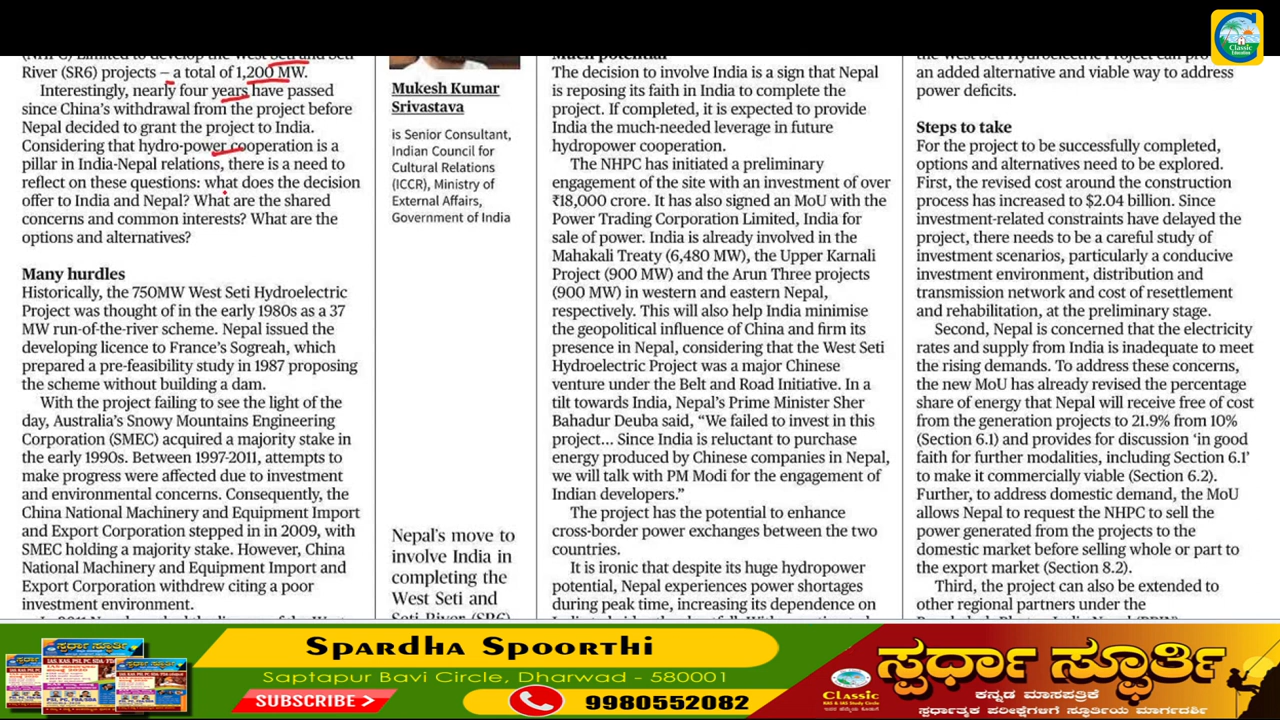 Classic
Education
River (SR6) projects – a total of 1,200 MW.
Interestingly, nearly four years have passed
since China's withdrawal from the project before
Nepal decided to grant the project to India.
Considering that hydro-power cooperation is a
pillar in India-Nepal relations, there is a need to
reflect on these questions: what does the decision
offer to India and Nepal? What are the shared
concerns and common interests? What are the
options and alternatives?
Many hurdles
Historically, the 750MW West Seti Hydroelectric
Project was thought of in the early 1980s as a 37
MW run-of-the-river scheme. Nepal issued the
developing licence to France's Sogreah, which
prepared a pre-feasibility study in 1987 proposing
the scheme without building a dam.
With the project failing to see the light of the
day, Australia's Snowy Mountains Engineering
Corporation (SMEC) acquired a majority stake in
the early 1990s. Between 1997-2011, attempts to
make progress were affected due to investment
and environmental concerns. Consequently, the
China National Machinery and Equipment Import
and Export Corporation stepped in in 2009, with
SMEC holding a majority stake. However, China
National Machinery and Equipment Import and
Export Corporation withdrew citing a poor
investment environment.
Mukesh Kumar
Srivastava
is Senior Consultant,
Indian Council for
Cultural Relations
(ICCR), Ministry of
External Affairs,
Government of India
Nepal's move to
involve India in
completing the
West Seti and
Seti River (SR6)
Much potential
The decision to involve India is a sign that Nepal
is reposing its faith in India to complete the
project. If completed, it is expected to provide
India the much-needed leverage in future
hydropower cooperation.
The NHPC has initiated a preliminary
engagement of the site with an investment of over
₹18,000 crore. It has also signed an MoU with the
Power Trading Corporation Limited, India for
sale of power. India is already involved in the
Mahakali Treaty (6,480 MW), the Upper Karnali
Project (900 MW) and the Arun Three projects
(900 MW) in western and eastern Nepal,
respectively. This will also help India minimise
the geopolitical influence of China and firm its
presence in Nepal, considering that the West Seti
Hydroelectric Project was a major Chinese
venture under the Belt and Road Initiative. In a
tilt towards India, Nepal's Prime Minister Sher
Bahadur Deuba said, “We failed to invest in this
project... Since India is reluctant to purchase
energy produced by Chinese companies in Nepal,
we will talk with PM Modi for the engagement of
Indian developers.”
The project has the potential to enhance
cross-border power exchanges between the two
countries.
It is ironic that despite its huge hydropower
potential, Nepal experiences power shortages
during peak time, increasing its dependence on
an added alternative and viable way to address
power deficits.
Steps to take
For the project to be successfully completed,
options and alternatives need to be explored.
First, the revised cost around the construction
process has increased to $2.04 billion. Since
investment-related constraints have delayed the
project, there needs to be a careful study of
investment scenarios, particularly a conducive
investment environment, distribution and
transmission network and cost of resettlement
and rehabilitation, at the preliminary stage.
Second, Nepal is concerned that the electricity
rates and supply from India is inadequate to meet
the rising demands. To address these concerns,
the new MoU has already revised the percentage
share of energy that Nepal will receive free of cost
from the generation projects to 21.9% from 10%
(Section 6.1) and provides for discussion ‘in good
faith for further modalities, including Section 6.1’
to make it commercially viable (Section 6.2).
Further, to address domestic demand, the MoU
allows Nepal to request the NHPC to sell the
power generated from the projects to the
domestic market before selling whole or part to
the export market (Section 8.2).
Third, the project can also be extended to
other regional partners under the
Spardha Spoorthi
Saptapur Bavi Circle, Dharwad - 580001
SUBSCRIBE
9980552082
Classic
ಸ್ಪರ್ಧಾ ಸ್ಫೂರ್ತಿ
ಕನ್ನಡ ಮಾಸಪತ್ರಿಕೆ
ಸ್ಪರ್ಧಾತ್ಮಕ ಪರೀಕ್ಷೆಗಳಿಗೆ ಸ್ಫೂರ್ತಿಯ ಮಾರ್ಗದರ್ಶಿ